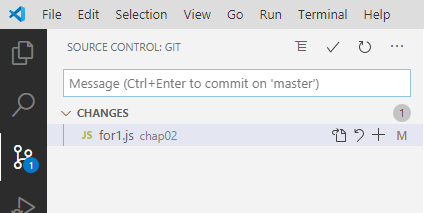 File Edit Selection View Go Run Terminal Help
SOURCE CONTROL: GIT
Message (Ctrl+Enter to commit on 'master')
CHANGES 1
JS for1.js chap02 M
1